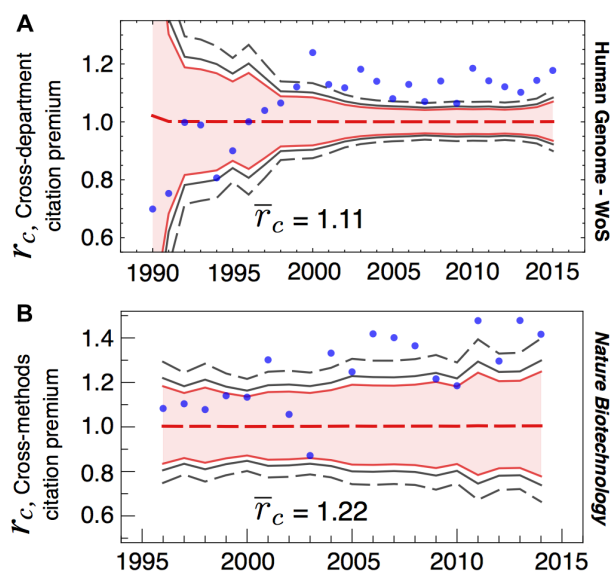 A
r_c, Cross-department
citation premium
1.2
1.0
0.8
0.6
r̄_c = 1.11
1990 1995 2000 2005 2010 2015
Human Genome - WoS
B
r_c, Cross-methods
citation premium
1.4
1.2
1.0
0.8
0.6
r̄_c = 1.22
1995 2000 2005 2010 2015
Nature Biotechnology